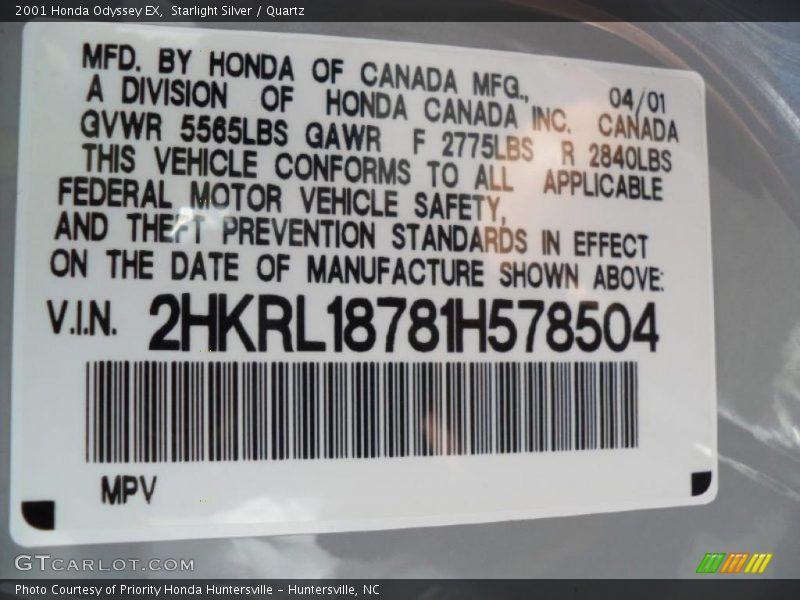 2001 Honda Odyssey EX, Starlight Silver / Quartz
MFD. BY HONDA OF CANADA MFG., 04/01
A DIVISION OF HONDA CANADA INC. CANADA
GVWR 5565LBS GAWR F 2775LBS R 2840LBS
THIS VEHICLE CONFORMS TO ALL APPLICABLE
FEDERAL MOTOR VEHICLE SAFETY,
AND THEFT PREVENTION STANDARDS IN EFFECT
ON THE DATE OF MANUFACTURE SHOWN ABOVE:
V.I.N. 2HKRL18781H578504
MPV
GTCARLOT.COM
Photo Courtesy of Priority Honda Huntersville – Huntersville, NC